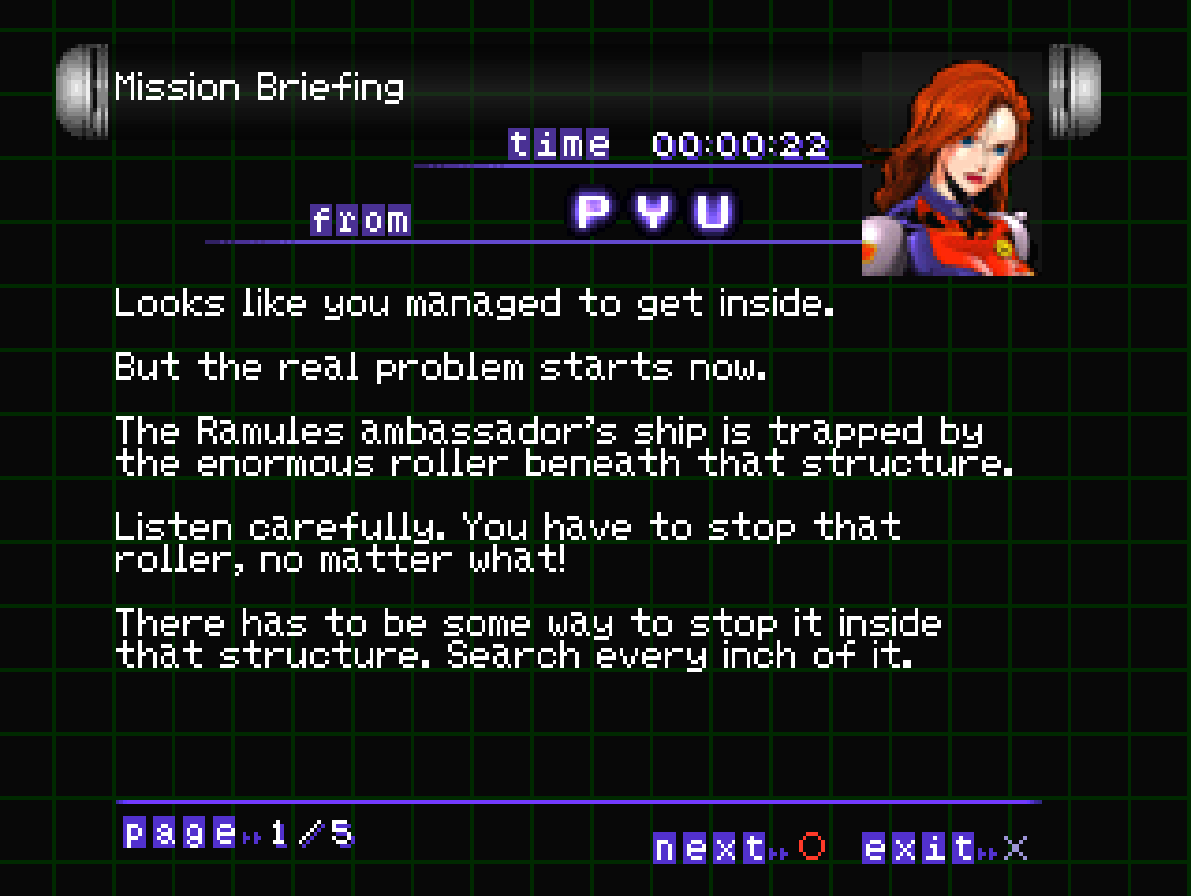 Mission Briefing
time 00:00:22
from PYU
Looks like you managed to get inside.
But the real problem starts now.
The Ramules ambassador's ship is trapped by
the enormous roller beneath that structure.
Listen carefully. You have to stop that
roller, no matter what!
There has to be some way to stop it inside
that structure. Search every inch of it.
page 1/5
next O exit X